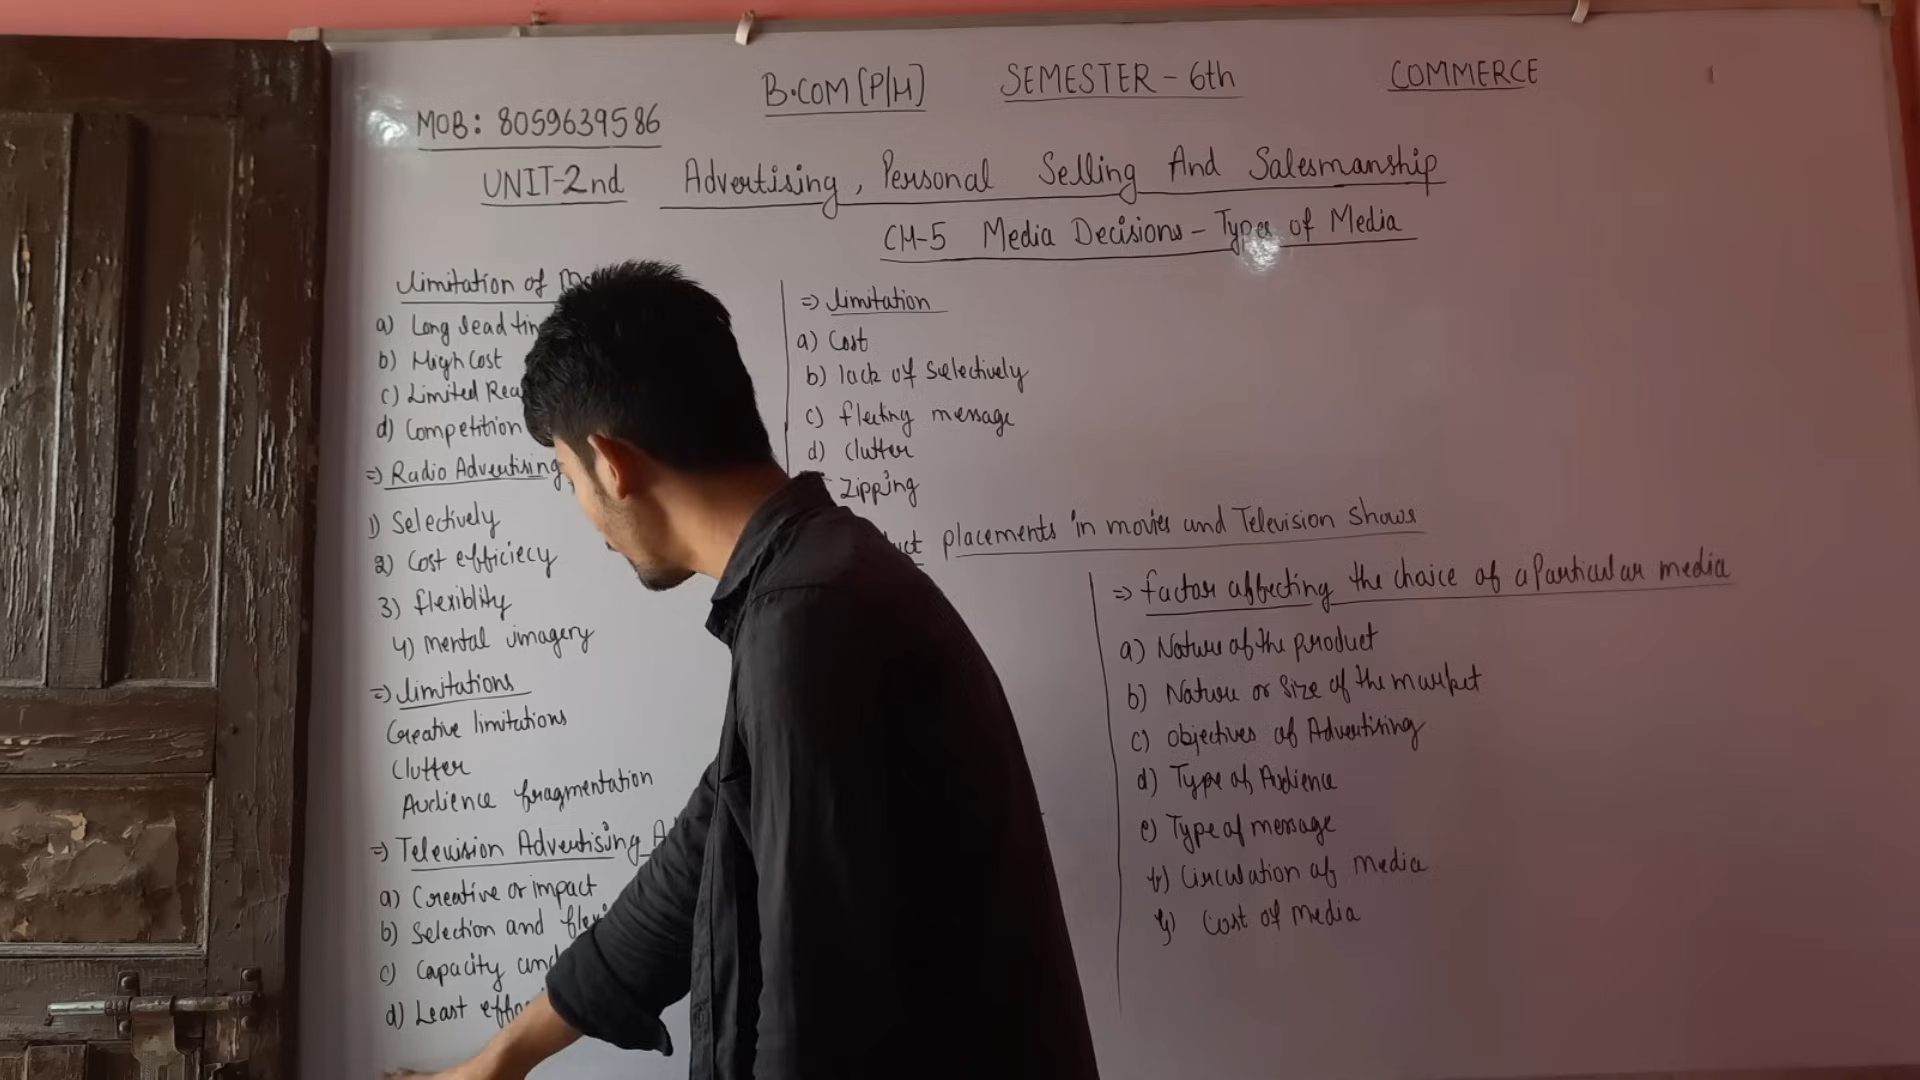 B.COM [P/H] SEMESTER - 6th COMMERCE
MOB: 8059639586
UNIT-2nd Advertising, Personal Selling And Salesmanship
CH-5 Media Decisions - Types of Media
Limitation of
a) Long lead
b) High Cost
c) Limited
d) Competition
=> Radio Advertising
1) Selectively
2) Cost efficiecy
3) flexiblity
4) Mental imagery
=> Limitations
Creative limitations
Clutter
Audience fragmentation
=> Television Advertising
a) Creative or impact
b) Selection and
c) Capacity and
d) Least
=> Limitation
a) Cost
b) lack of Selectively
c) fleeting message
d) Clutter
Zipping
placements in movies and Television Shows
=> factor affecting the choice of a Particular media
a) Nature of the product
b) Nature or Size of the market
c) Objectives of Advertising
d) Type of Audience
e) Type of message
f) Circulation of Media
g) Cost of Media